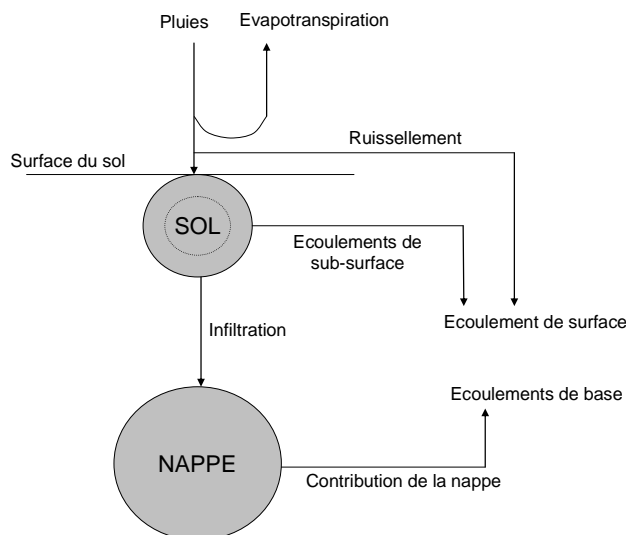 Pluies
Evapotranspiration
Ruissellement
Surface du sol
SOL
Ecoulements de
sub-surface
Ecoulement de surface
Infiltration
Ecoulements de base
NAPPE
Contribution de la nappe